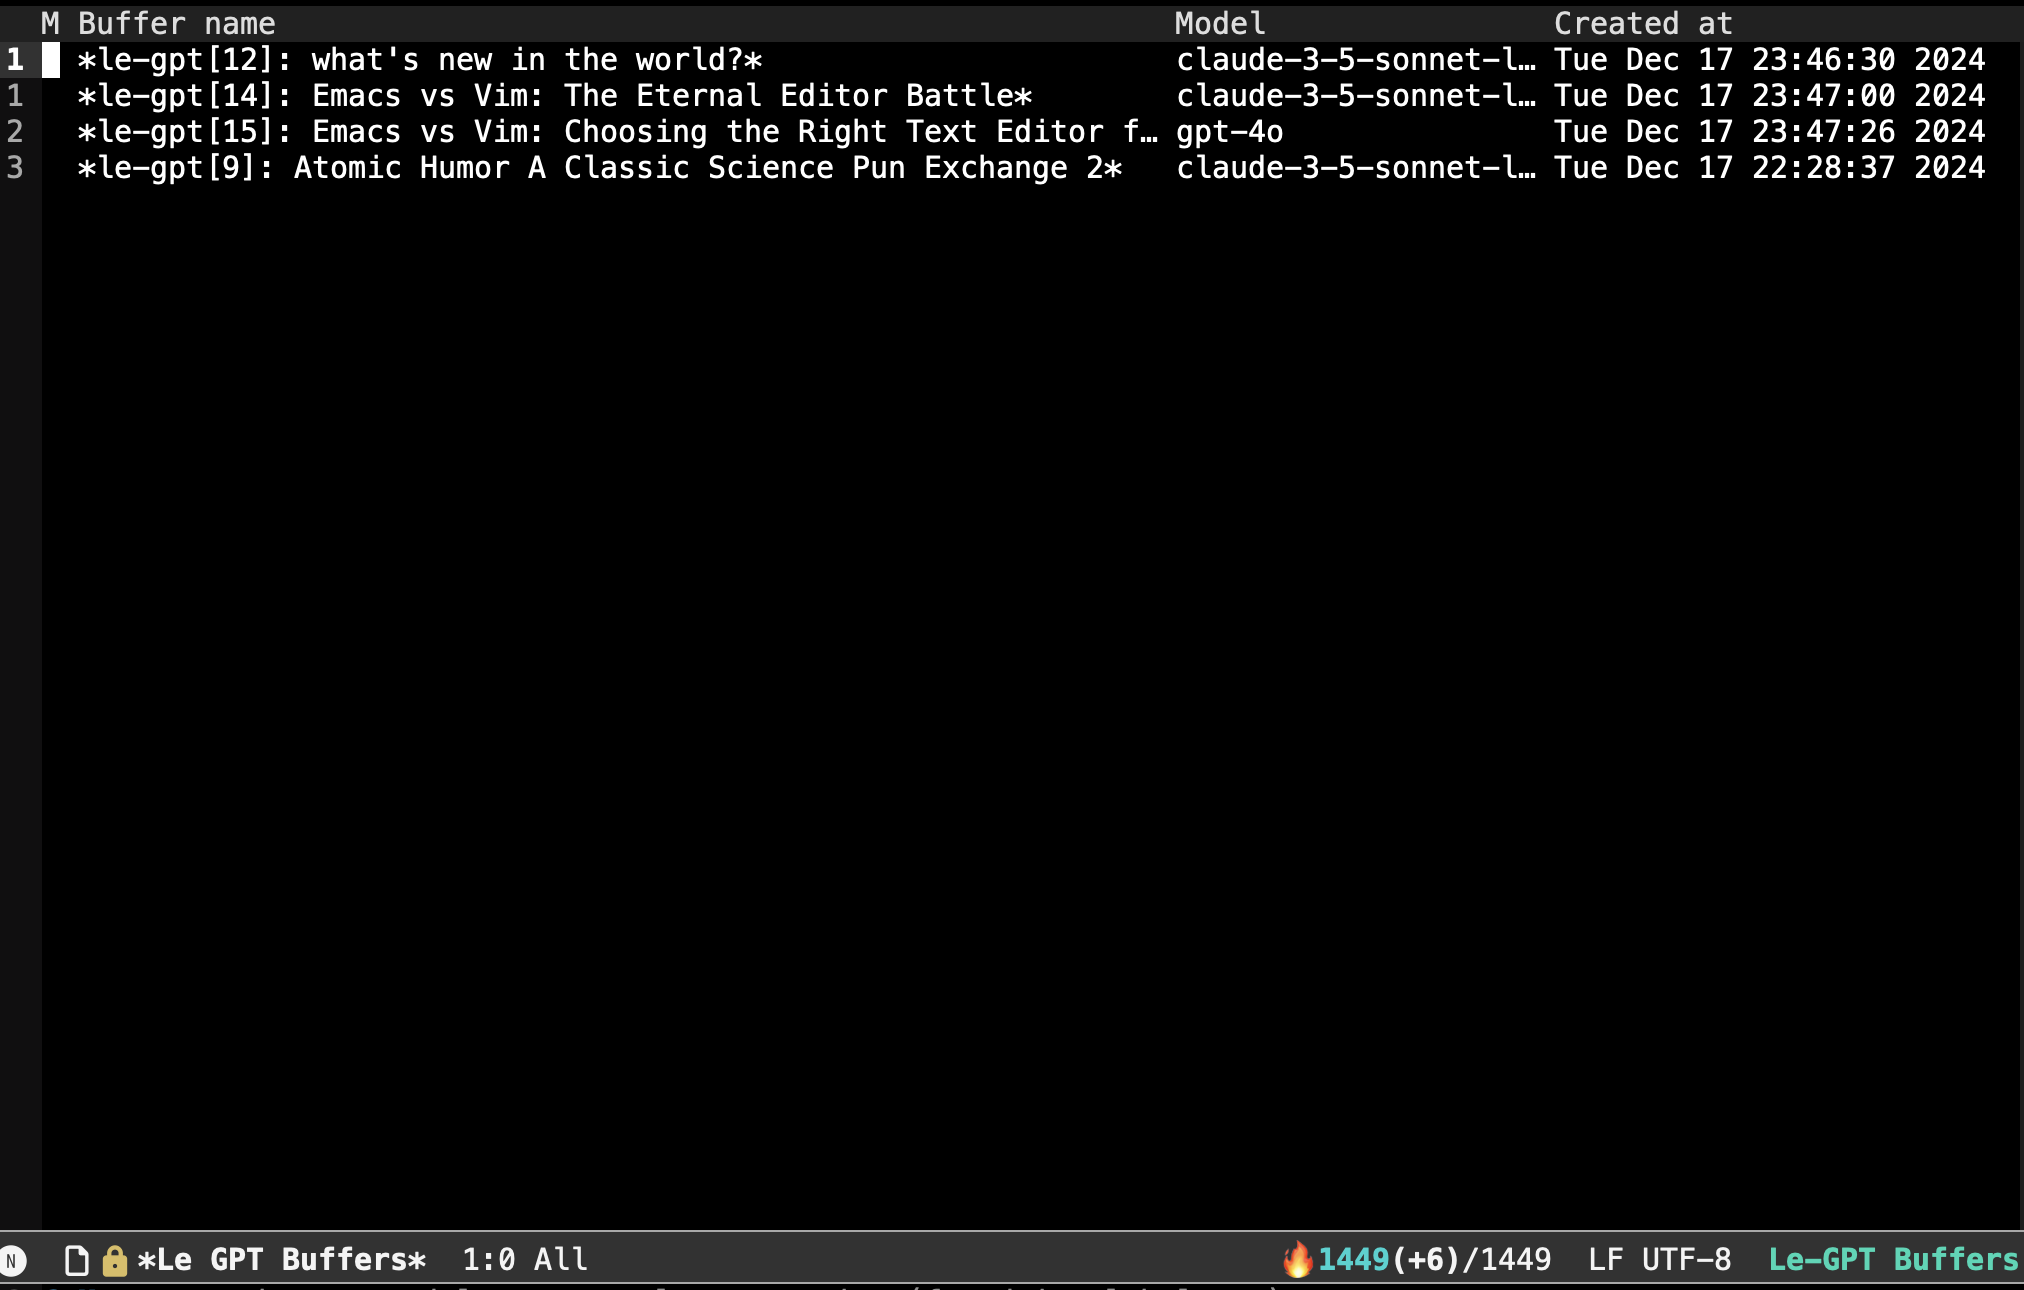 M Buffer name Model Created at
1 *le-gpt[12]: what's new in the world?* claude-3-5-sonnet-l… Tue Dec 17 23:46:30 2024
1 *le-gpt[14]: Emacs vs Vim: The Eternal Editor Battle* claude-3-5-sonnet-l… Tue Dec 17 23:47:00 2024
2 *le-gpt[15]: Emacs vs Vim: Choosing the Right Text Editor f… gpt-4o Tue Dec 17 23:47:26 2024
3 *le-gpt[9]: Atomic Humor A Classic Science Pun Exchange 2* claude-3-5-sonnet-l… Tue Dec 17 22:28:37 2024
N *Le GPT Buffers* 1:0 All 🔥1449(+6)/1449 LF UTF-8 Le-GPT Buffers